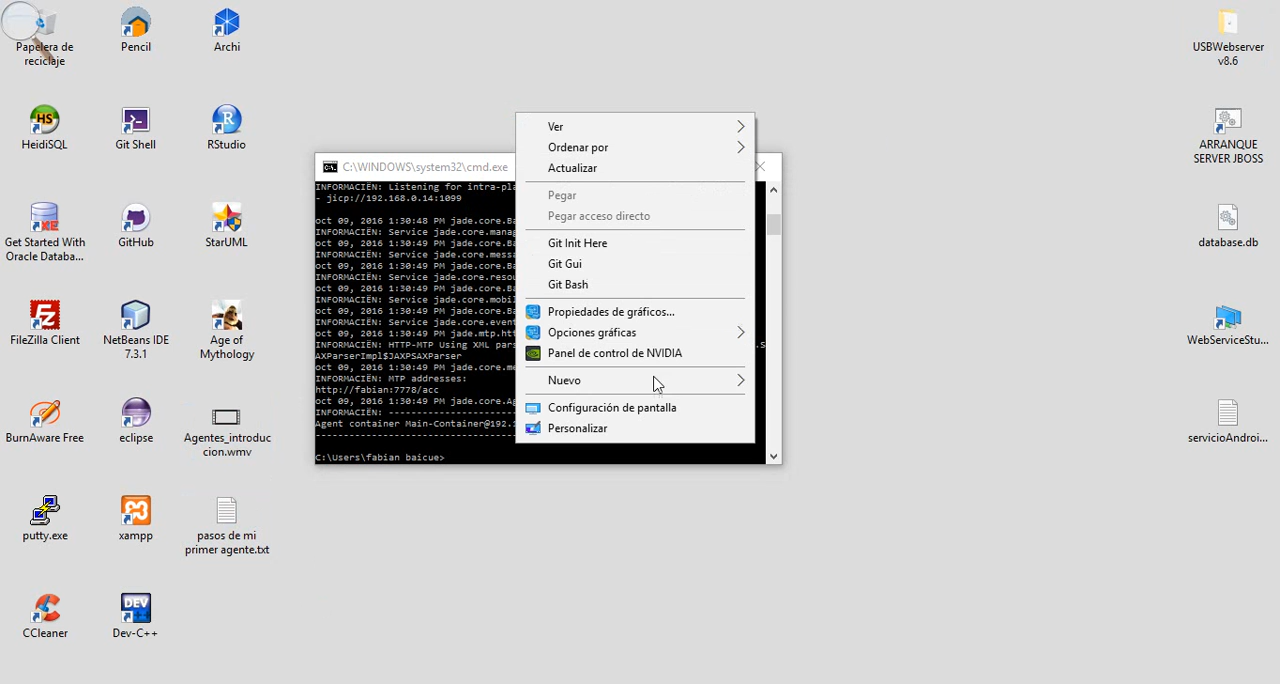 Papelera de
reciclaje
Pencil
Archi
USBWebserver
v8.6
HeidiSQL
Git Shell
RStudio
ARRANQUE
SERVER JBOSS
Get Started With
Oracle Databa...
GitHub
StarUML
database.db
FileZilla Client
NetBeans IDE
7.3.1
Age of
Mythology
WebServiceStu...
BurnAware Free
eclipse
Agentes_introduc
cion.wmv
servicioAndroi...
putty.exe
xampp
pasos de mi
primer agente.txt
CCleaner
Dev-C++
C:\WINDOWS\system32\cmd.exe
INFORMACIËN: Listening for intra-pla
- jicp://192.168.0.14:1099
oct 09, 2016 1:30:48 PM jade.core.Ba
INFORMACIËN: Service jade.core.manag
oct 09, 2016 1:30:49 PM jade.core.Ba
INFORMACIËN: Service jade.core.messa
oct 09, 2016 1:30:49 PM jade.core.Ba
INFORMACIËN: Service jade.core.resou
oct 09, 2016 1:30:49 PM jade.core.Ba
INFORMACIËN: Service jade.core.mobil
oct 09, 2016 1:30:49 PM jade.core.Ba
INFORMACIËN: Service jade.core.event
oct 09, 2016 1:30:49 PM jade.mtp.htt
INFORMACIËN: HTTP-MTP Using XML pars
AXParserImpl$JAXPSAXParser
oct 09, 2016 1:30:49 PM jade.core.me
INFORMACIËN: MTP addresses:
http://fabian:7778/acc
oct 09, 2016 1:30:49 PM jade.core.Ag
INFORMACIËN: ------------------------
Agent container Main-Container@192.1
-------------------------------------
C:\Users\fabian baicue>
Ver
Ordenar por
Actualizar
Pegar
Pegar acceso directo
Git Init Here
Git Gui
Git Bash
Propiedades de gráficos...
Opciones gráficas
Panel de control de NVIDIA
Nuevo
Configuración de pantalla
Personalizar